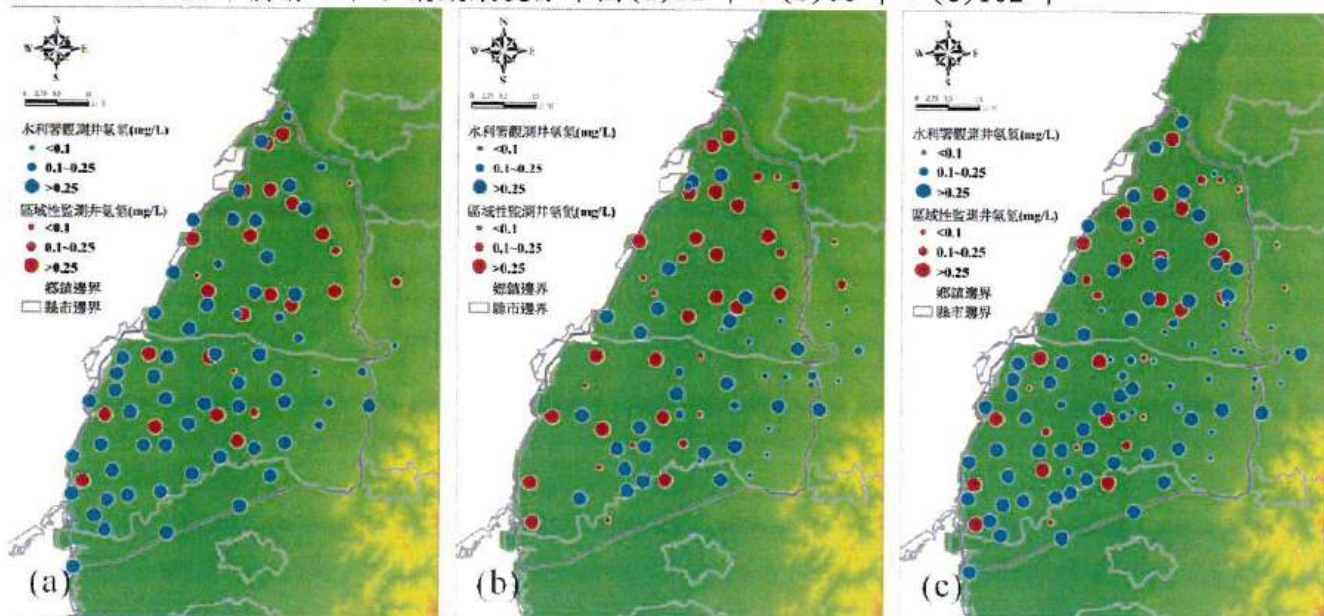 (a)
(b)
(c)
N
W E
S
水利署觀測井氨氮(mg/L)
<0.1
0.1~0.25
>0.25
區域性監測井氨氮(mg/L)
<0.1
0.1~0.25
>0.25
鄉鎮邊界
縣市邊界
(a)
N
W E
S
水利署觀測井氨氮(mg/L)
<0.1
0.1~0.25
>0.25
區域性監測井氨氮(mg/L)
<0.1
0.1~0.25
>0.25
鄉鎮邊界
縣市邊界
(b)
N
W E
S
水利署觀測井氨氮(mg/L)
<0.1
0.1~0.25
>0.25
區域性監測井氨氮(mg/L)
<0.1
0.1~0.25
>0.25
鄉鎮邊界
縣市邊界
(c)